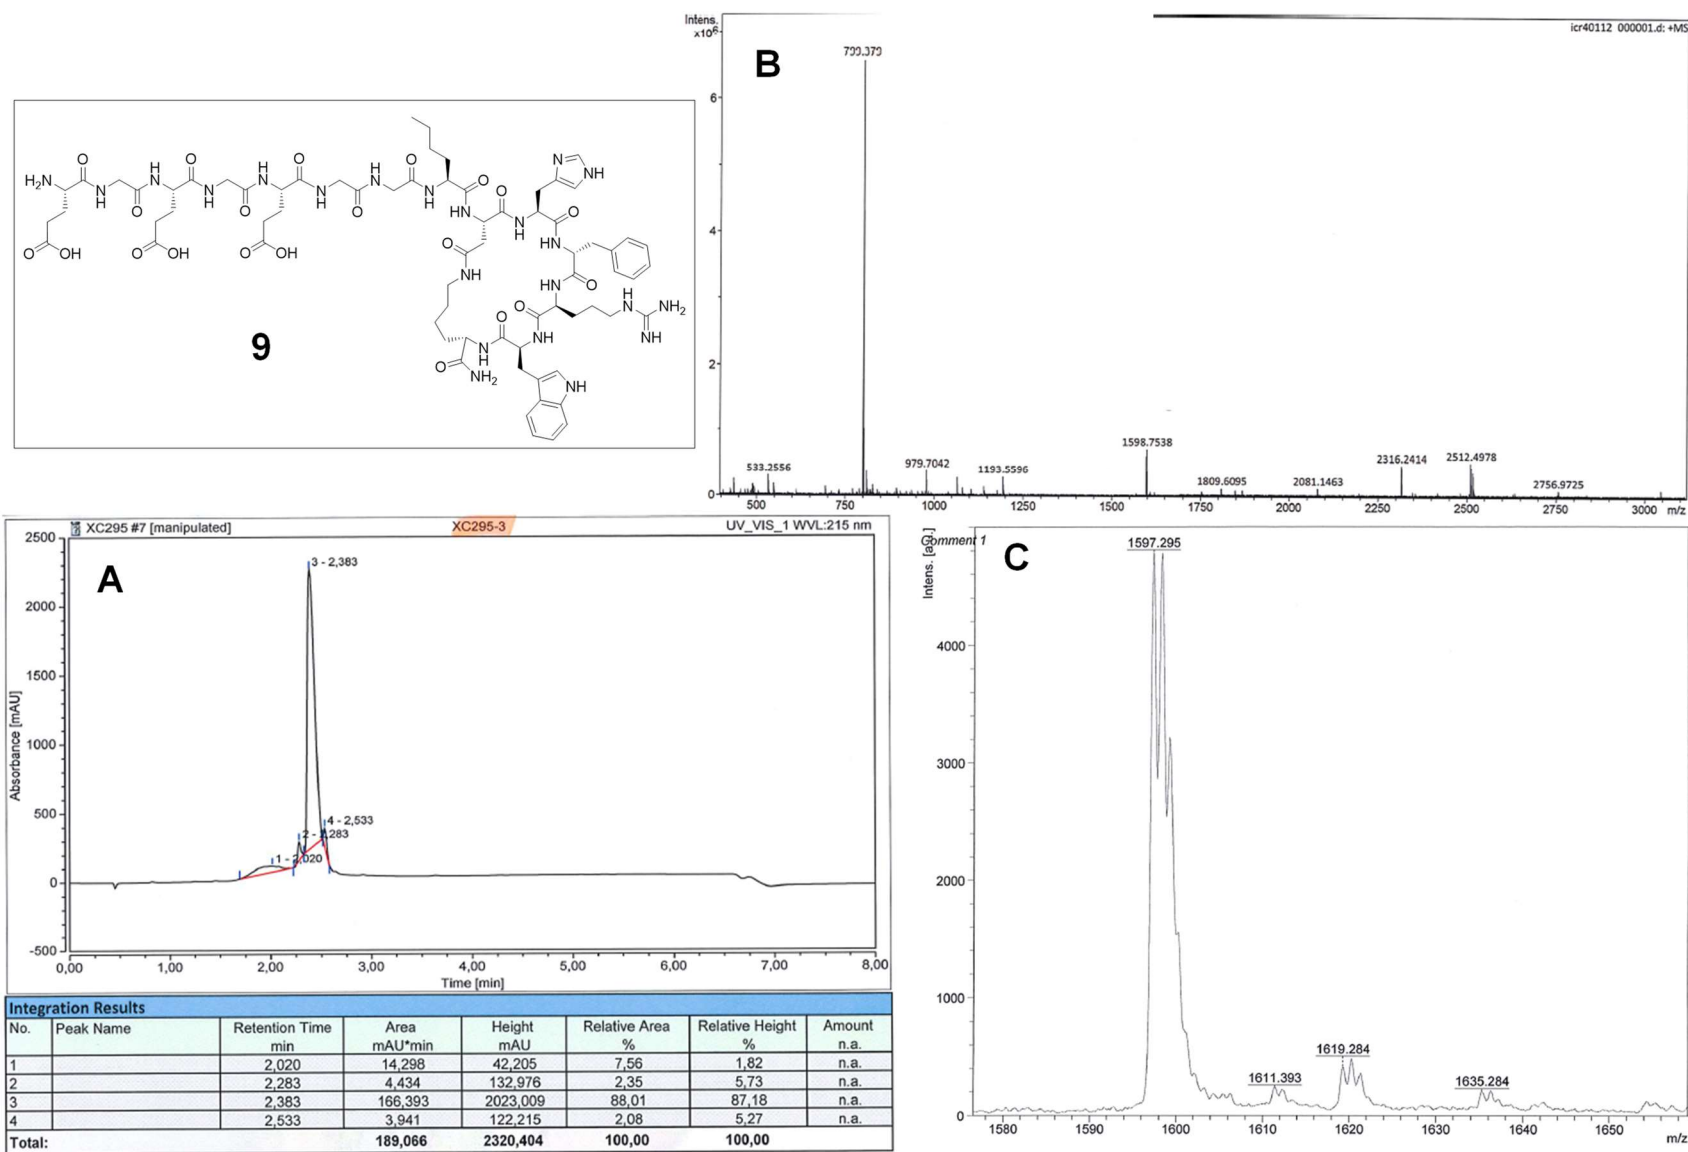 Intens.
x10⁶
icr40112 000001.d: +MS
B
799.379
6
4
2
0
533.2556
979.7042
1193.5596
1598.7538
1809.6095
2081.1463
2316.2414
2512.4978
2756.9725
500
750
1000
1250
1500
1750
2000
2250
2500
2750
3000
m/z
H₂N
O
N
H
H
N
O
N
H
H
N
O
N
H
H
N
O
N
H
O
O
O
O
O
OH
O
OH
O
OH
HN
O
N
H
O
HN
N
NH
O
NH
O
HN
O
H
N
NH₂
NH
NH
O
N
H
O
NH₂
NH
9
XC295 #7 [manipulated]
XC295-3
UV_VIS_1 WVL:215 nm
A
Absorbance [mAU]
2500
2000
1500
1000
500
0
-500
3 - 2,383
4 - 2,533
2 - 2,283
1 - 2,020
0,00
1,00
2,00
3,00
4,00
5,00
6,00
7,00
8,00
Time [min]
Integration Results
No. Peak Name Retention Time Area Height Relative Area Relative Height Amount
min mAU*min mAU % % n.a.
1 2,020 14,298 42,205 7,56 1,82 n.a.
2 2,283 4,434 132,976 2,35 5,73 n.a.
3 2,383 166,393 2023,009 88,01 87,18 n.a.
4 2,533 3,941 122,215 2,08 5,27 n.a.
Total: 189,066 2320,404 100,00 100,00
Comment 1
Intens. [a.u.]
C
1597.295
1611.393
1619.284
1635.284
4000
3000
2000
1000
0
1580
1590
1600
1610
1620
1630
1640
1650
m/z